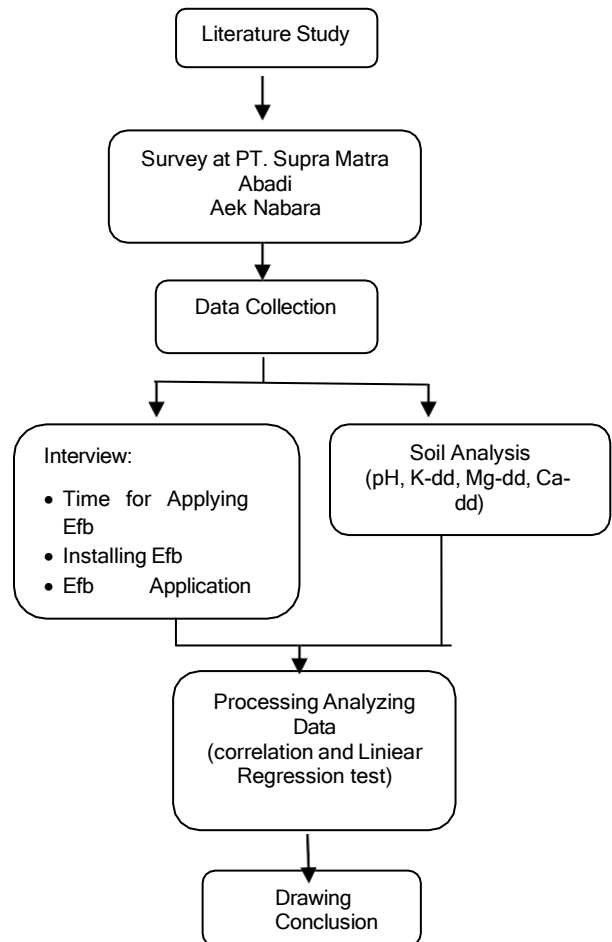 Literature Study
Survey at PT. Supra Matra
Abadi
Aek Nabara
Data Collection
Interview:
• Time for Applying
Efb
• Installing Efb
• Efb Application
Soil Analysis
(pH, K-dd, Mg-dd, Ca-
dd)
Processing Analyzing
Data
(correlation and Liniear
Regression test)
Drawing
Conclusion